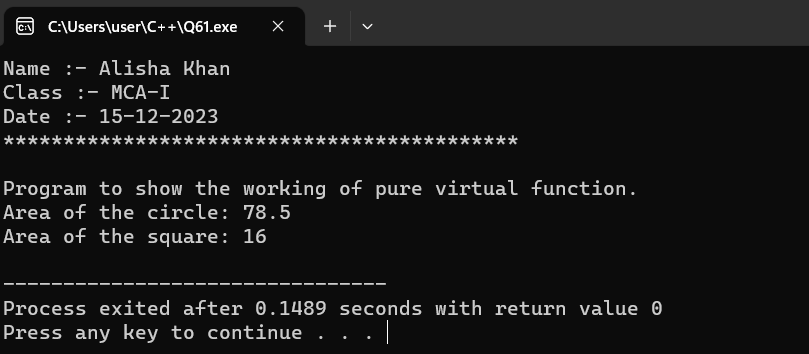 C:\Users\user\C++\Q61.exe
Name :- Alisha Khan
Class :- MCA-I
Date :- 15-12-2023
*******************************************
Program to show the working of pure virtual function.
Area of the circle: 78.5
Area of the square: 16
--------------------------------
Process exited after 0.1489 seconds with return value 0
Press any key to continue . . .